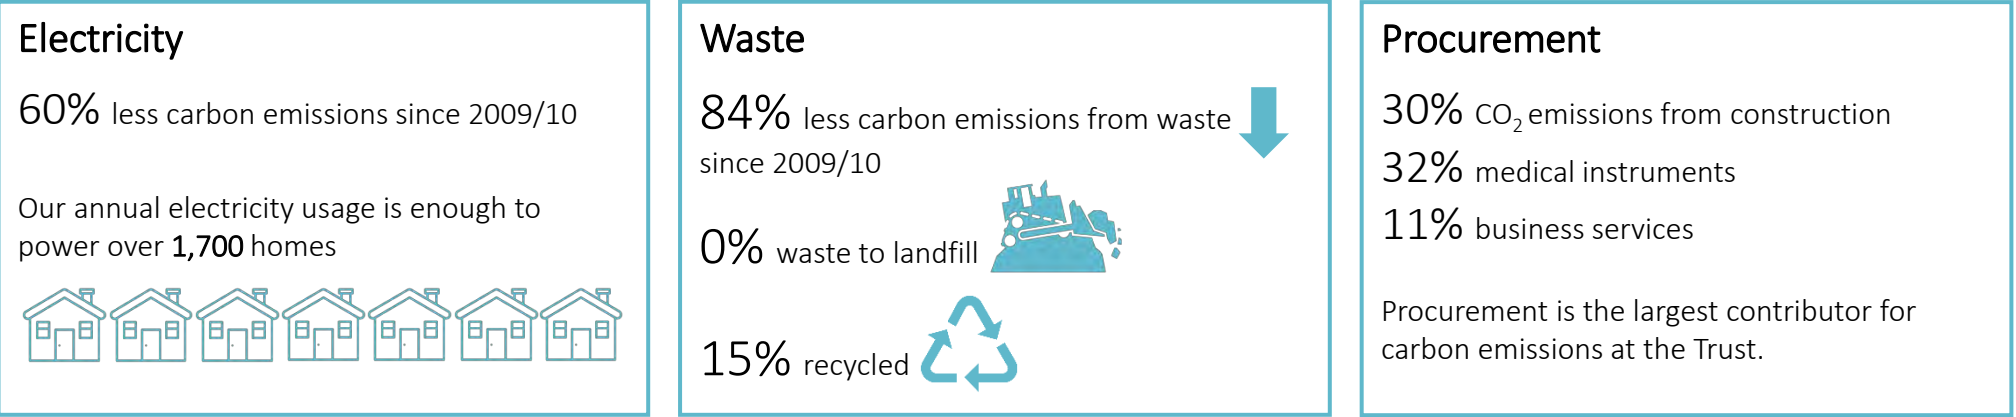 Electricity
60% less carbon emissions since 2009/10
Our annual electricity usage is enough to
power over 1,700 homes
Waste
84% less carbon emissions from waste
since 2009/10
0% waste to landfill
15% recycled
Procurement
30% CO₂ emissions from construction
32% medical instruments
11% business services
Procurement is the largest contributor for
carbon emissions at the Trust.